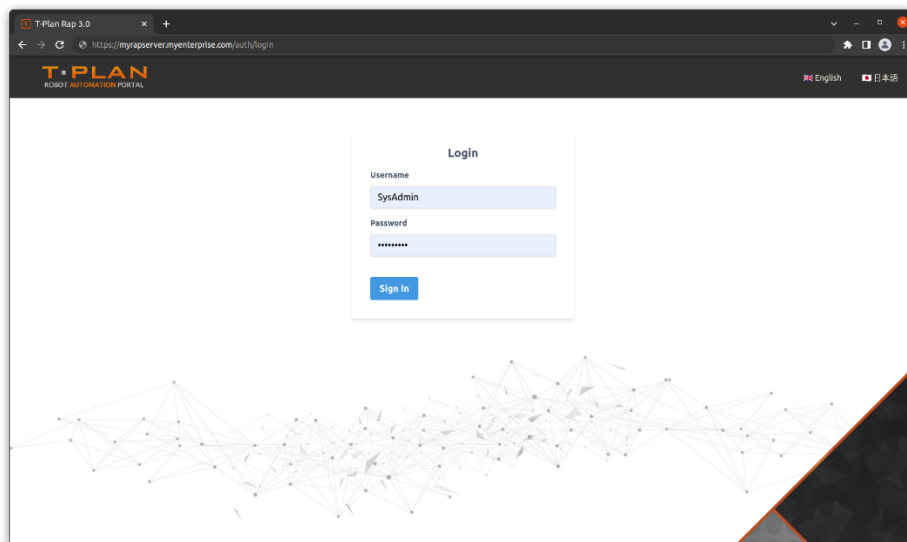 T-Plan Rap 3.0
https://myrapserver.myenterprise.com/auth/login
T·PLAN
ROBOT AUTOMATION PORTAL
English
日本語
Login
Username
SysAdmin
Password
•••••••••
Sign In